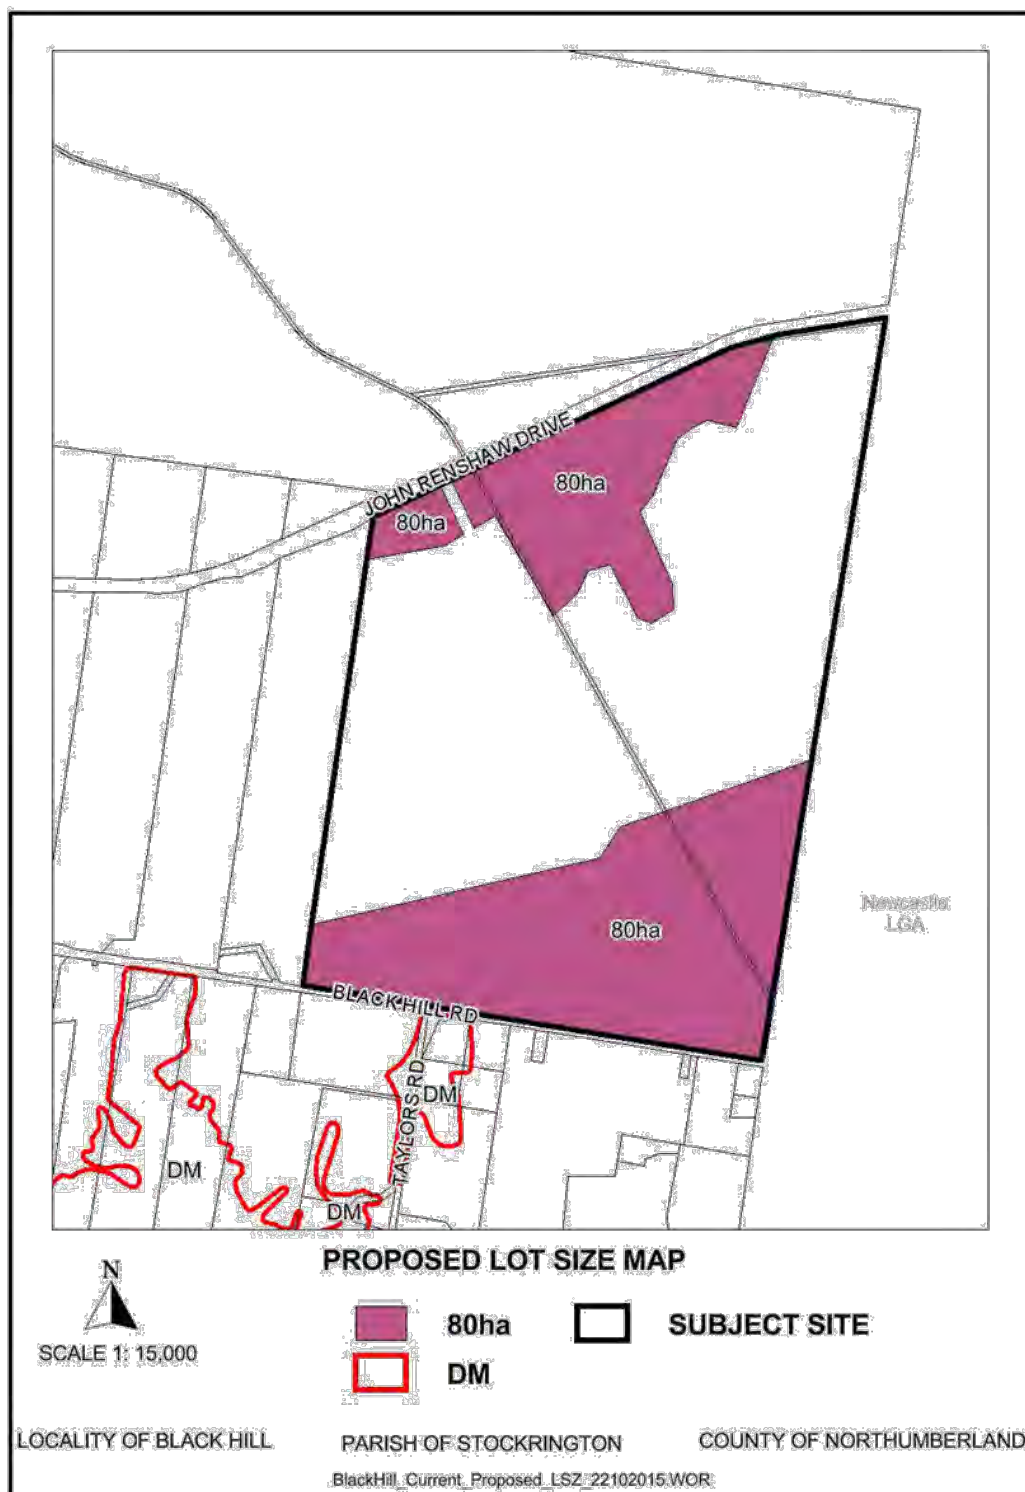 JOHN RENSHAW DRIVE
80ha
80ha
Newcastle
LGA
80ha
BLACK HILL RD
TAYLORS RD
DM
DM
DM
PROPOSED LOT SIZE MAP
N
SCALE 1: 15,000
80ha
SUBJECT SITE
DM
LOCALITY OF BLACK HILL
PARISH OF STOCKRINGTON
COUNTY OF NORTHUMBERLAND
BlackHill_Current_Proposed_LSZ_22102015.WOR